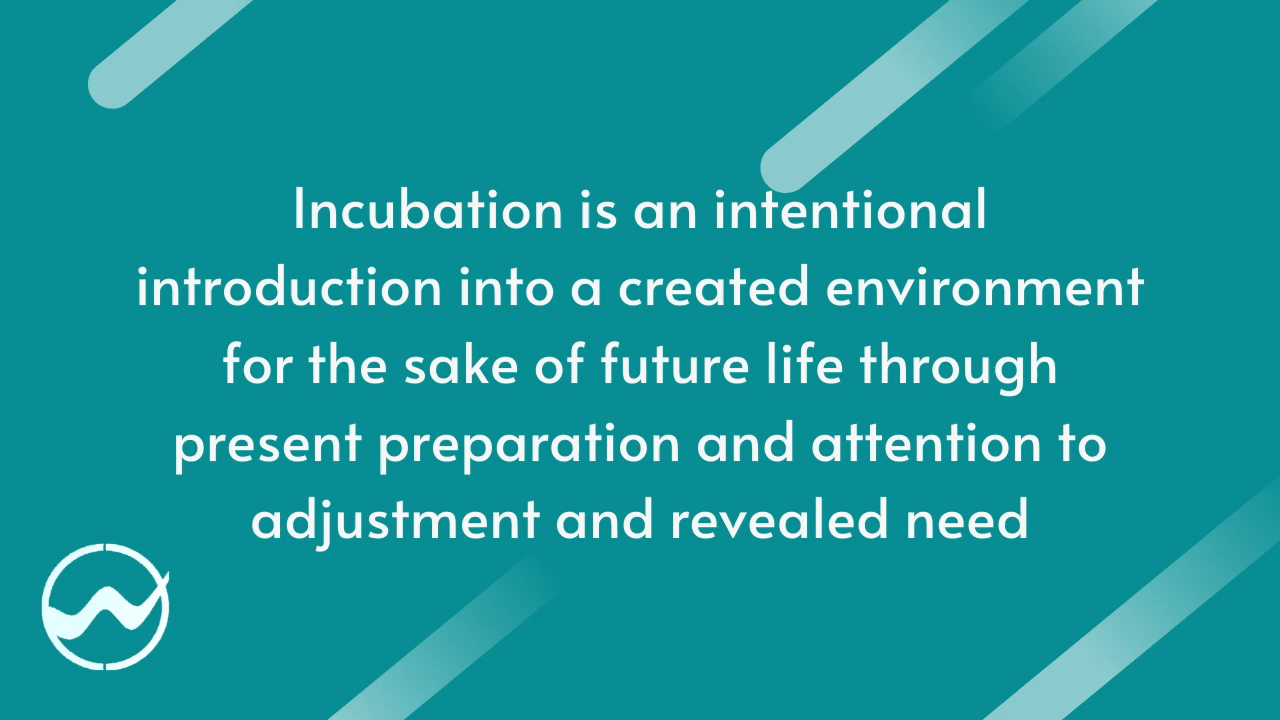 Incubation is an intentional
introduction into a created environment
for the sake of future life through
present preparation and attention to
adjustment and revealed need